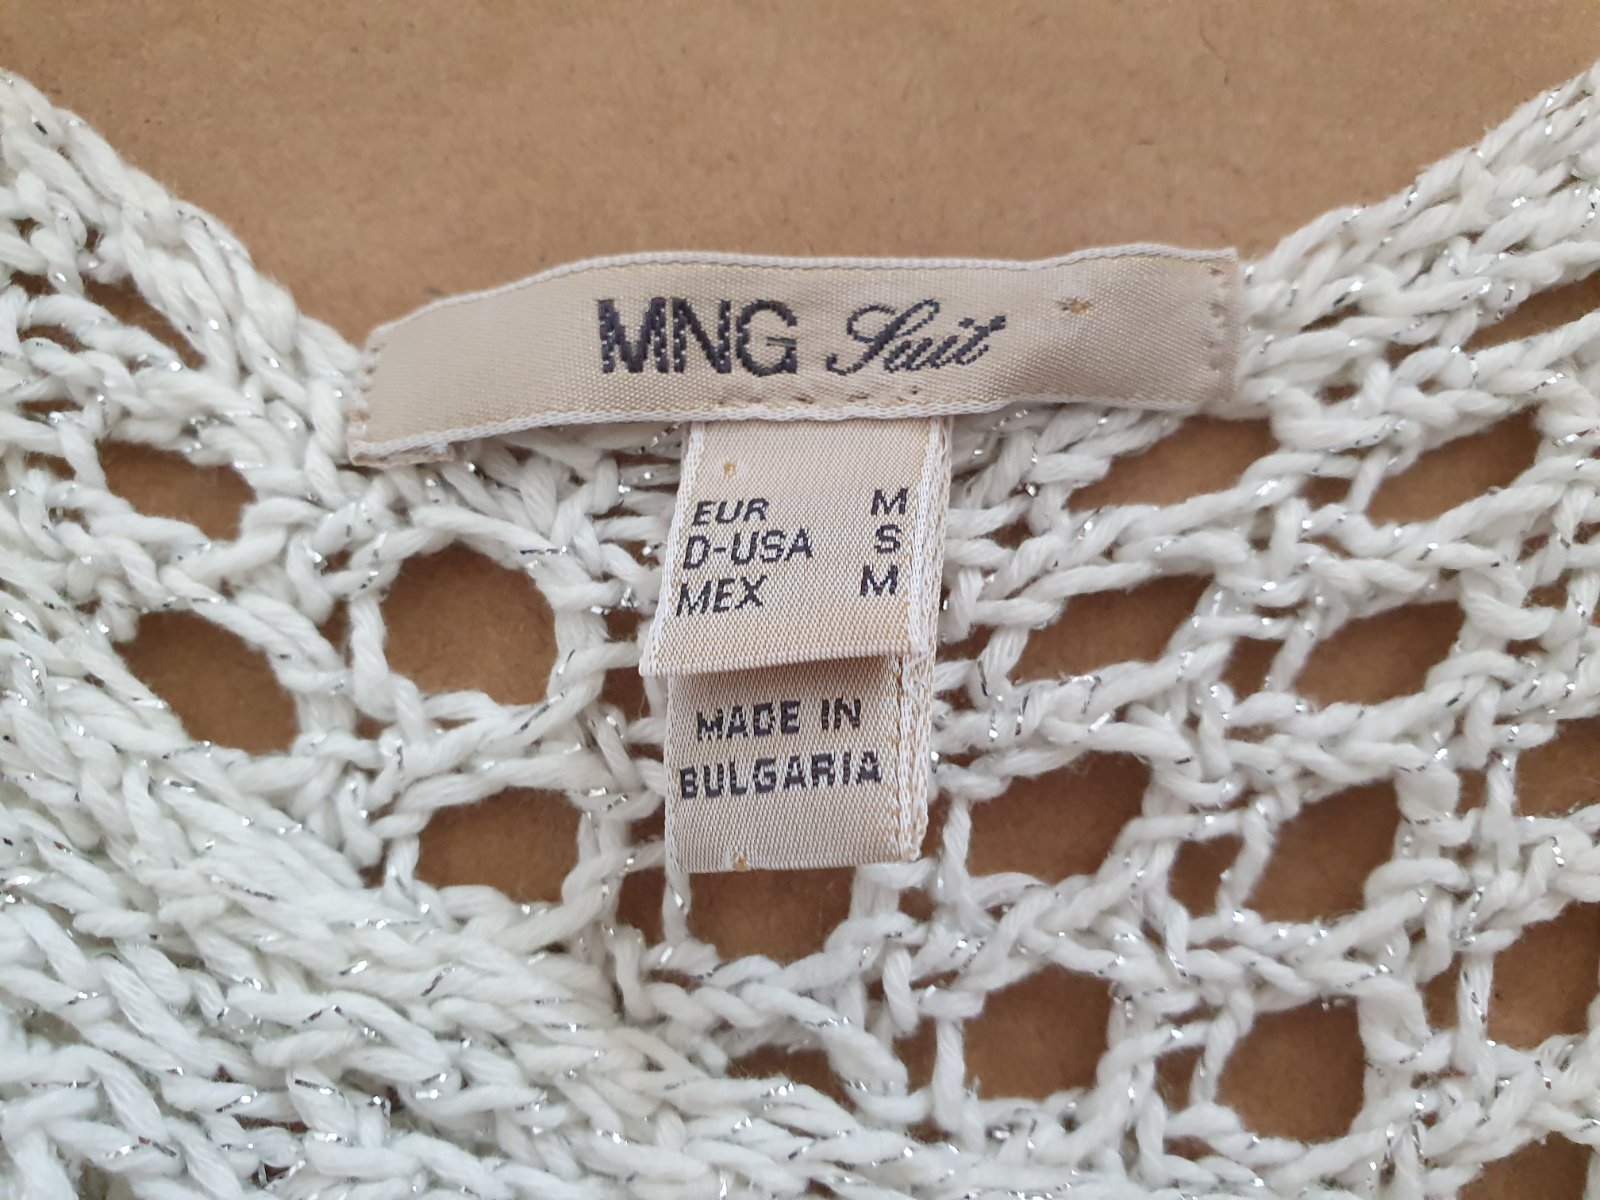 MNG Suit
EUR M
D-USA S
MEX M
MADE IN
BULGARIA